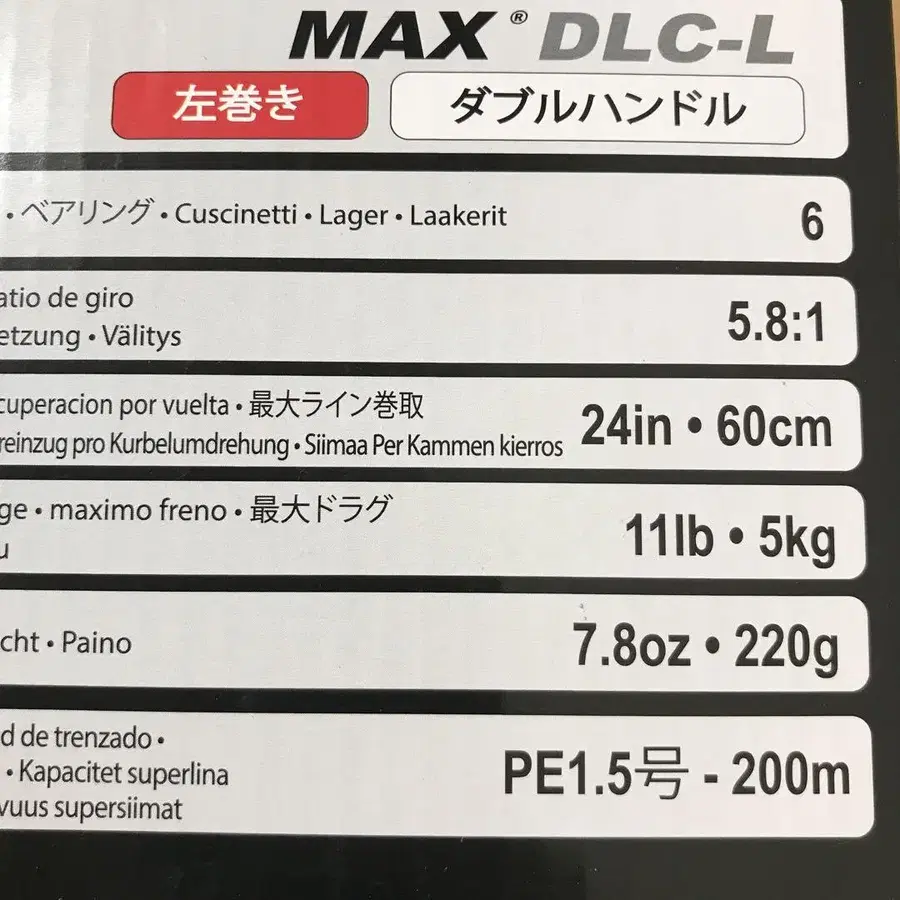 MAX® DLC-L
左巻き ダブルハンドル
• ベアリング • Cuscinetti • Lager • Laakerit 6
atio de giro
etzung • Välitys 5.8:1
cuperacion por vuelta • 最大ライン巻取
reinzug pro Kurbelumdrehung • Siimaa Per Kammen kierros 24in • 60cm
ge • maximo freno • 最大ドラグ
u 11lb • 5kg
cht • Paino 7.8oz • 220g
d de trenzado •
• Kapacitet superlina
vuus supersiimat PE1.5号 - 200m